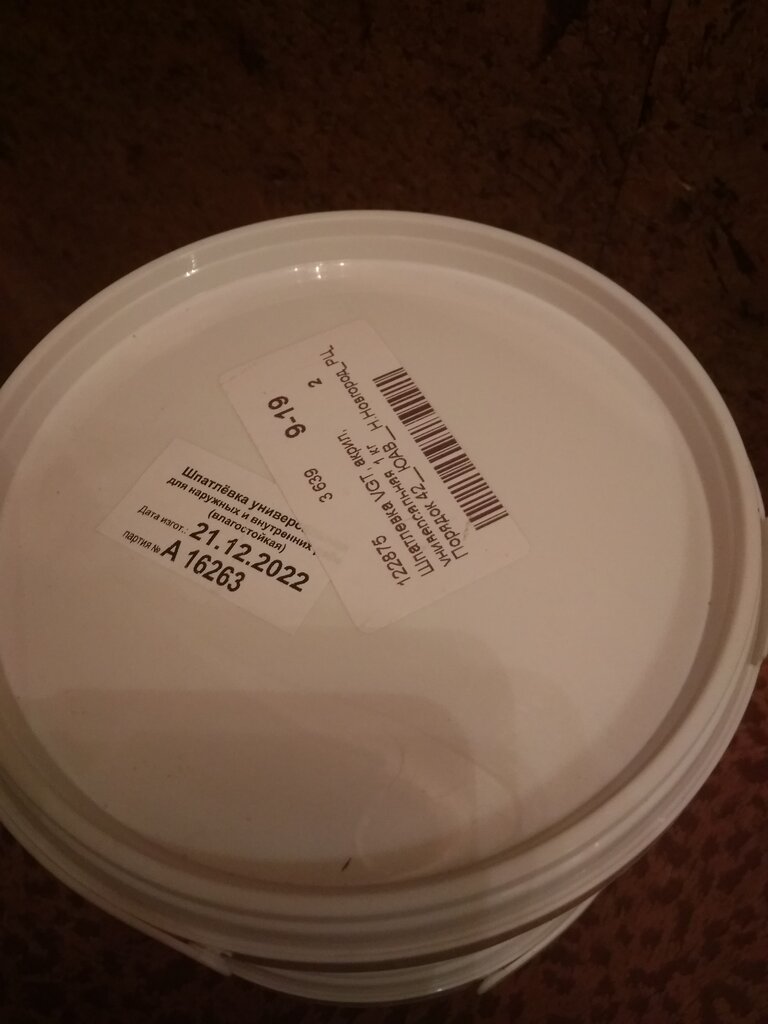 Шпатлёвка универс
для наружных и внутренних
(влагостойкая)
Дата изгот.: 21.12.2022
партия № А 16263
9-19
2
3 639
122875
Шпатлевка VGT, акрил,
универсальная, 1 кг
Порядок 42__ЮАВ__Н.Новгород_РЦ,